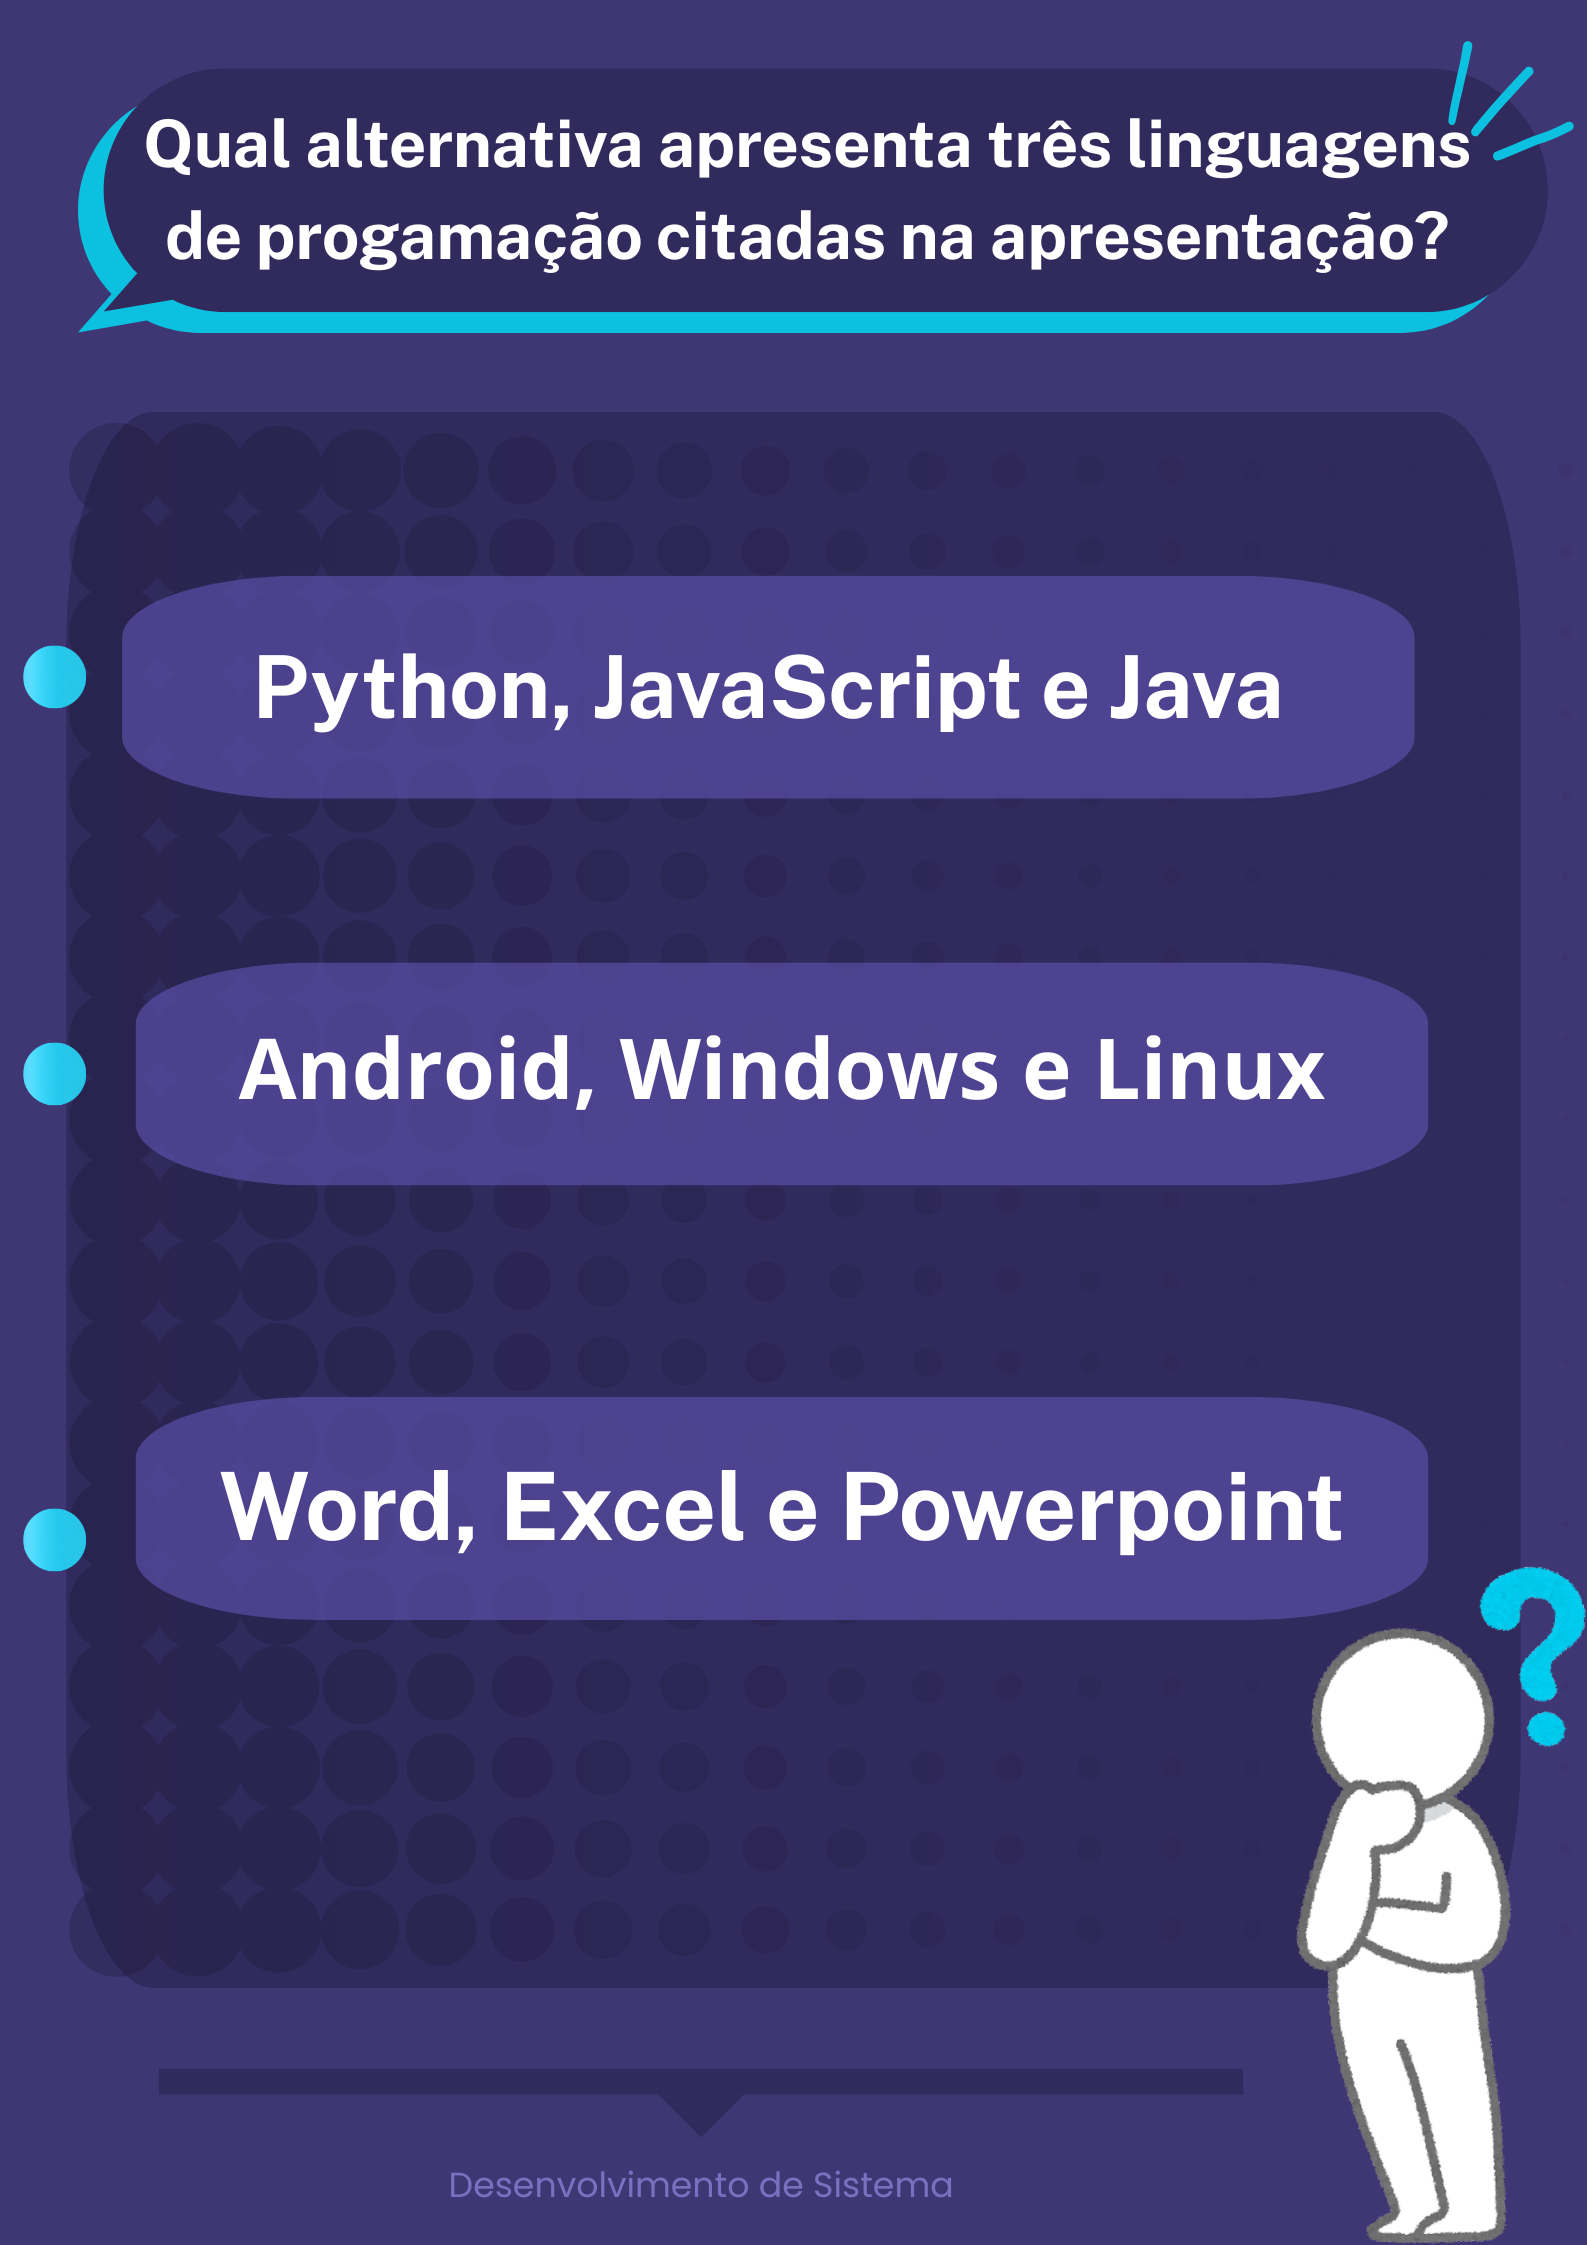 Qual alternativa apresenta três linguagens
de progamação citadas na apresentação?
Python, JavaScript e Java
Android, Windows e Linux
Word, Excel e Powerpoint
?
Desenvolvimento de Sistema